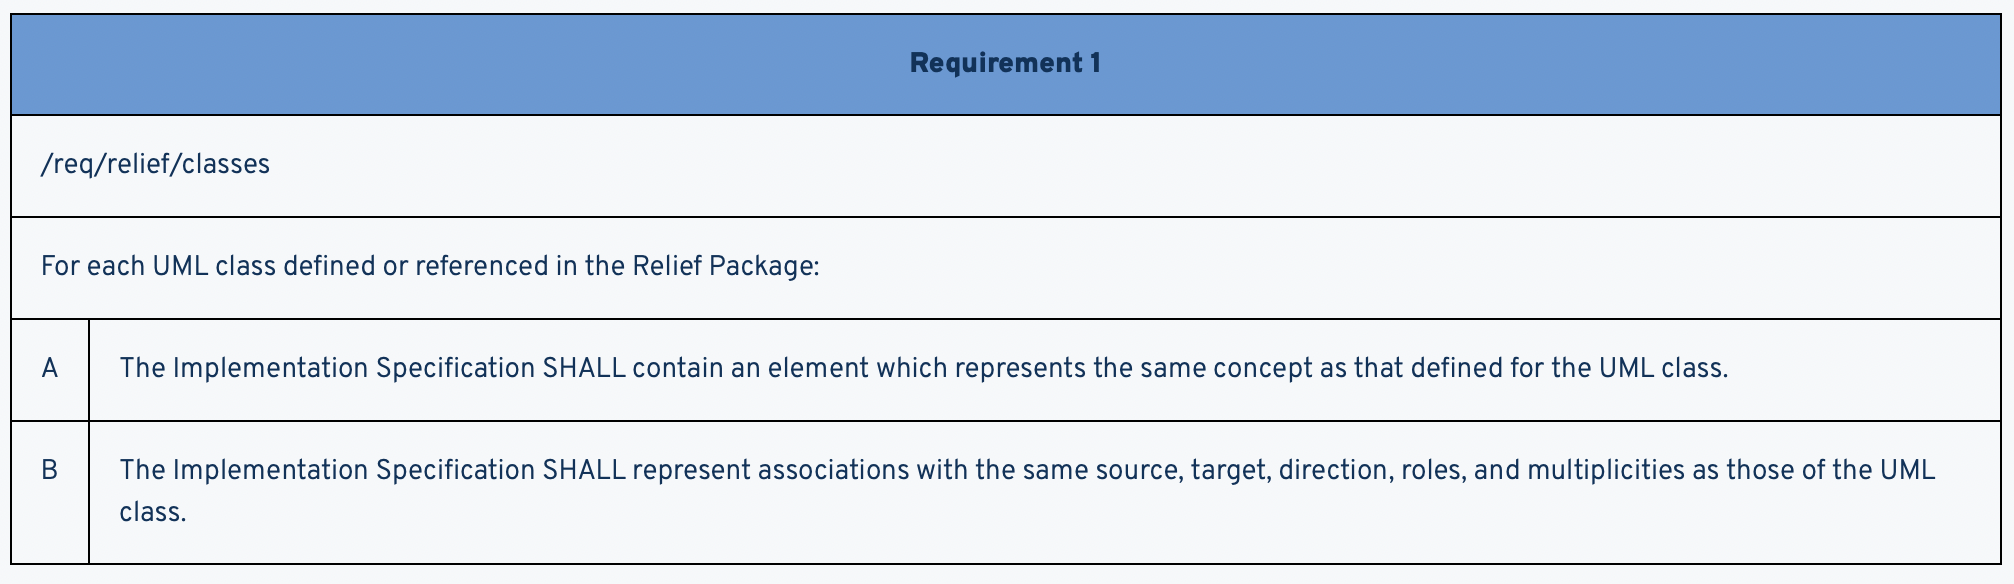 Requirement 1
/req/relief/classes
For each UML class defined or referenced in the Relief Package:
A
The Implementation Specification SHALL contain an element which represents the same concept as that defined for the UML class.
B
The Implementation Specification SHALL represent associations with the same source, target, direction, roles, and multiplicities as those of the UML
class.